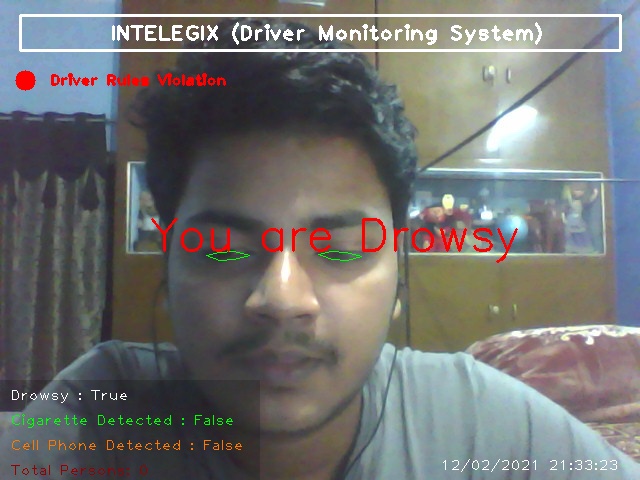 INTELEGIX (Driver Monitoring System)
Driver Rules Violation
You are Drowsy
Drowsy : True
Cigarette Detected : False
Cell Phone Detected : False
Total Persons:
12/02/2021 21:33:23